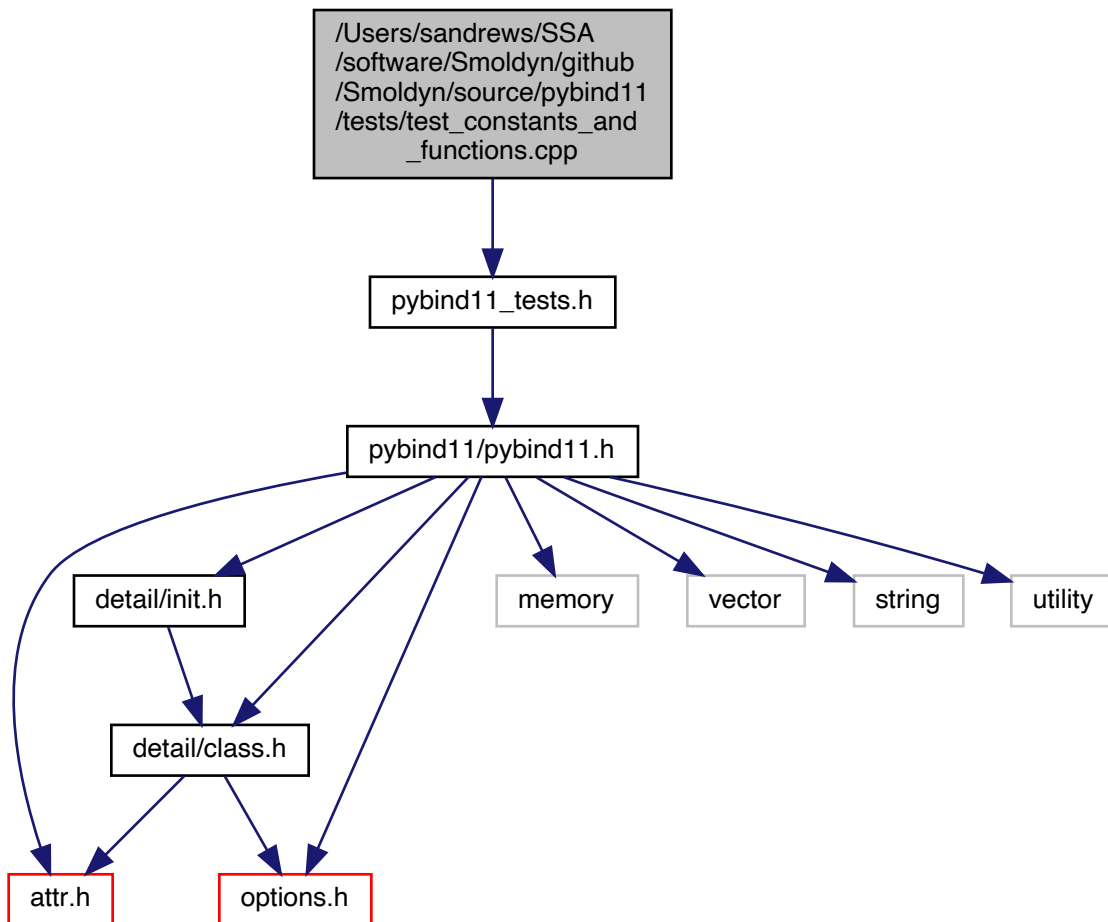 /Users/sandrews/SSA
/software/Smoldyn/github
/Smoldyn/source/pybind11
/tests/test_constants_and
_functions.cpp
pybind11_tests.h
pybind11/pybind11.h
detail/init.h
memory
vector
string
utility
detail/class.h
attr.h
options.h